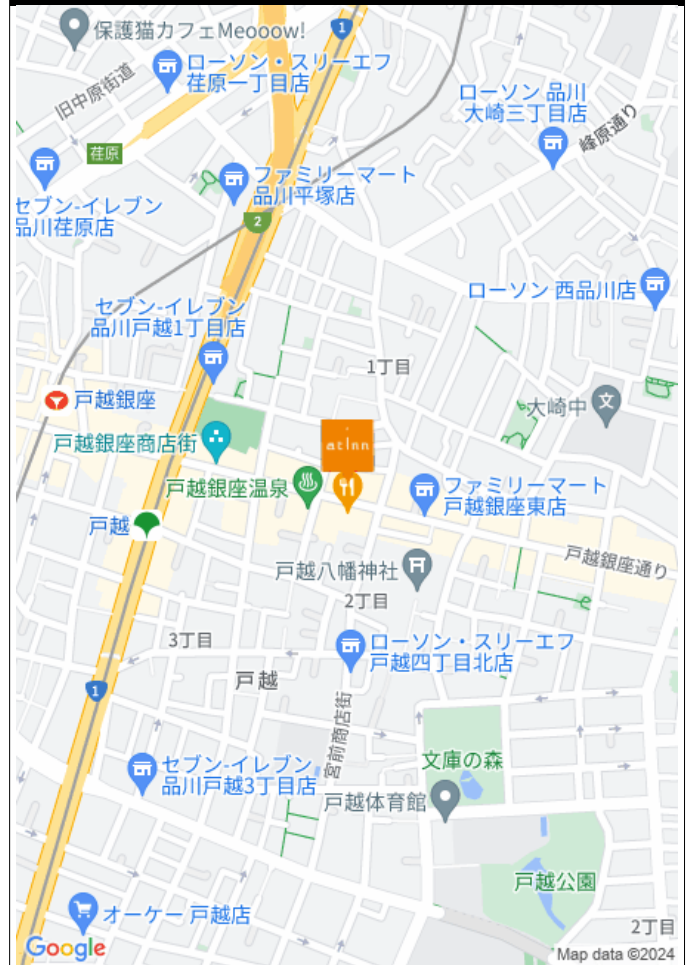 保護猫カフェMeooow!
1
ローソン・スリーエフ
荏原一丁目店
旧中原街道
ローソン 品川
大崎三丁目店
峰原通り
荏原
ファミリーマート
品川平塚店
セブン-イレブン
品川荏原店
2
ローソン 西品川店
セブン-イレブン
品川戸越1丁目店
1丁目
戸越銀座
大崎中
文
atinn
戸越銀座商店街
戸越銀座温泉
ファミリーマート
戸越銀座東店
戸越
戸越銀座通り
戸越八幡神社
2丁目
3丁目
ローソン・スリーエフ
戸越四丁目北店
戸越
1
宮前商店街
文庫の森
セブン-イレブン
品川戸越3丁目店
戸越体育館
戸越公園
オーケー 戸越店
2丁目
Google
Map data ©2024